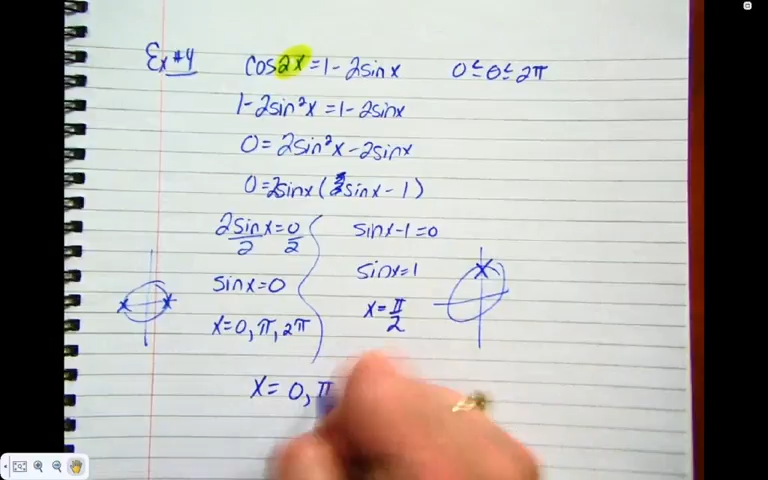 Ex #4 cos2x = 1 - 2sinx 0 ≤ θ ≤ 2π
1 - 2sin²x = 1 - 2sinx
0 = 2sin²x - 2sinx
0 = 2sinx ( sinx - 1 )
2sinx = 0
2 2
sinx = 0
x = 0, π, 2π
sinx - 1 = 0
sinx = 1
x = π/2
x = 0, π